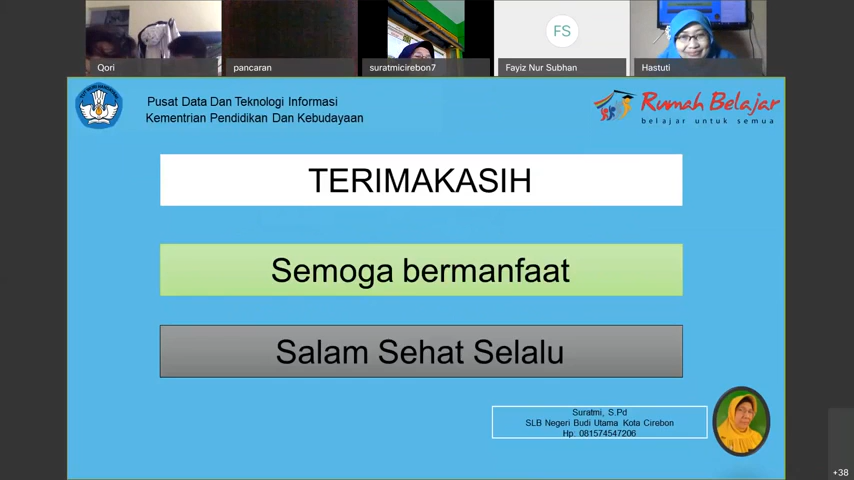 FS
Qori
pancaran
suratmicirebon7
Fayiz Nur Subhan
Hastuti
Pusat Data Dan Teknologi Informasi
Kementrian Pendidikan Dan Kebudayaan
Rumah Belajar
belajar untuk semua
TERIMAKASIH
Semoga bermanfaat
Salam Sehat Selalu
Suratmi, S.Pd
SLB Negeri Budi Utama Kota Cirebon
Hp. 081574547206
+38